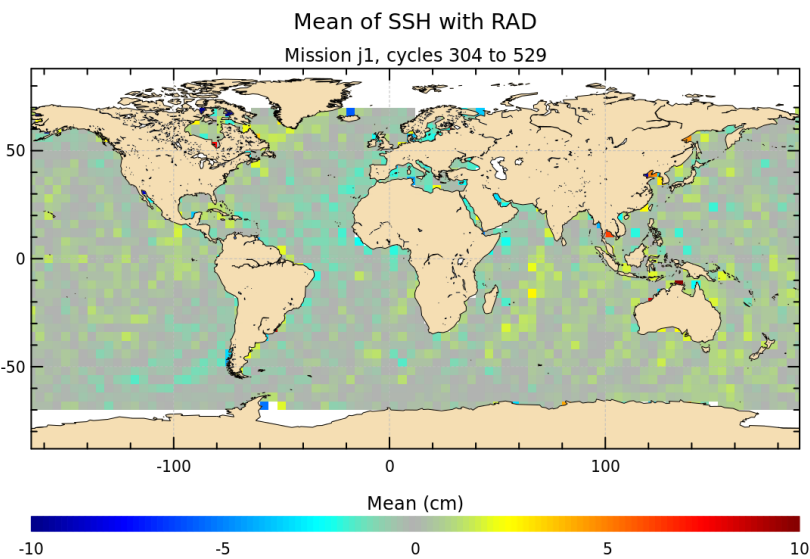 Mean of SSH with RAD
Mission j1, cycles 304 to 529
50
0
-50
-100 0 100
Mean (cm)
-10 -5 0 5 10